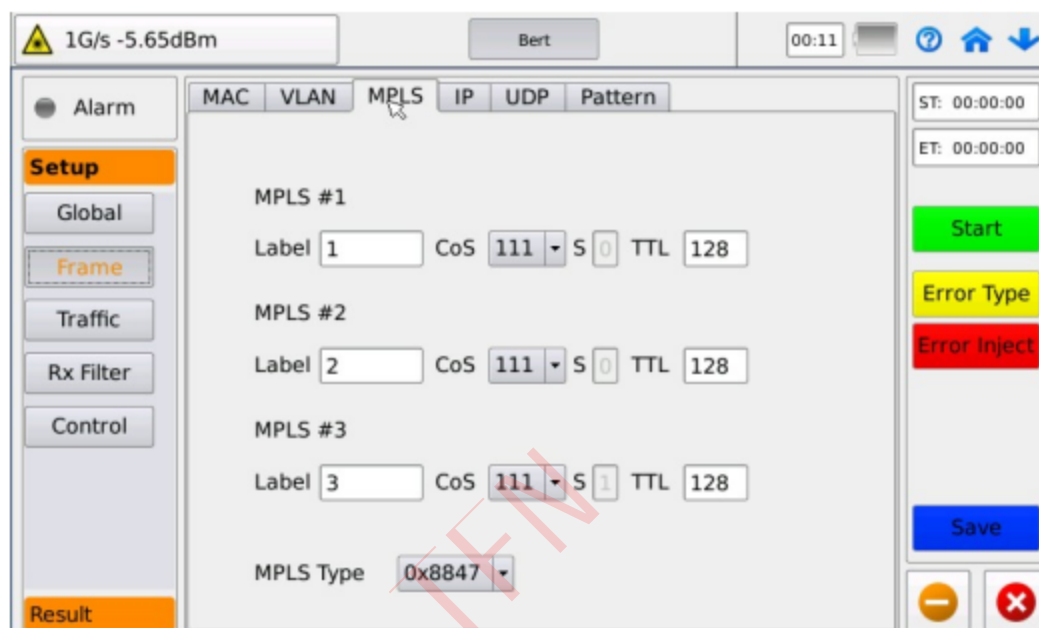 1G/s -5.65dBm
Bert
00:11
Alarm
MAC VLAN MPLS IP UDP Pattern
ST: 00:00:00
ET: 00:00:00
Setup
Global
Frame
Traffic
Rx Filter
Control
Result
MPLS #1
Label 1 CoS 111 S 0 TTL 128
MPLS #2
Label 2 CoS 111 S 0 TTL 128
MPLS #3
Label 3 CoS 111 S 1 TTL 128
MPLS Type 0x8847
Start
Error Type
Error Inject
Save
TFN